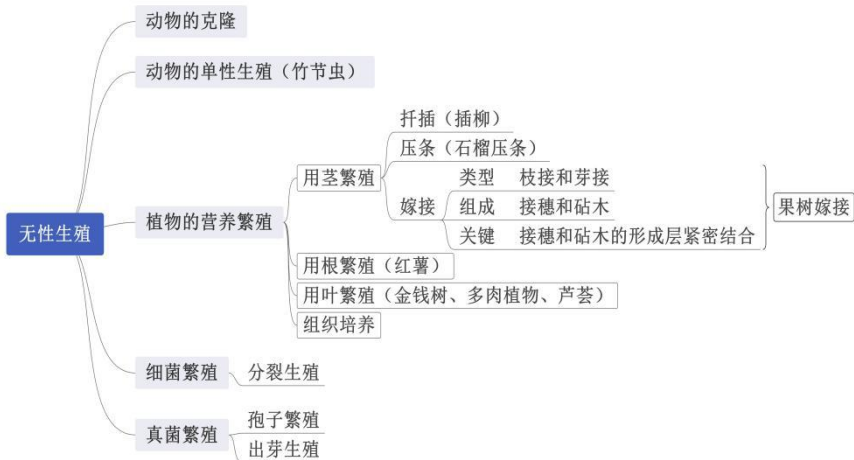 无性生殖
动物的克隆
动物的单性生殖（竹节虫）
植物的营养繁殖
用茎繁殖
扦插（插柳）
压条（石榴压条）
嫁接
类型 枝接和芽接
组成 接穗和砧木
关键 接穗和砧木的形成层紧密结合
果树嫁接
用根繁殖（红薯）
用叶繁殖（金钱树、多肉植物、芦荟）
组织培养
细菌繁殖 分裂生殖
真菌繁殖
孢子繁殖
出芽生殖